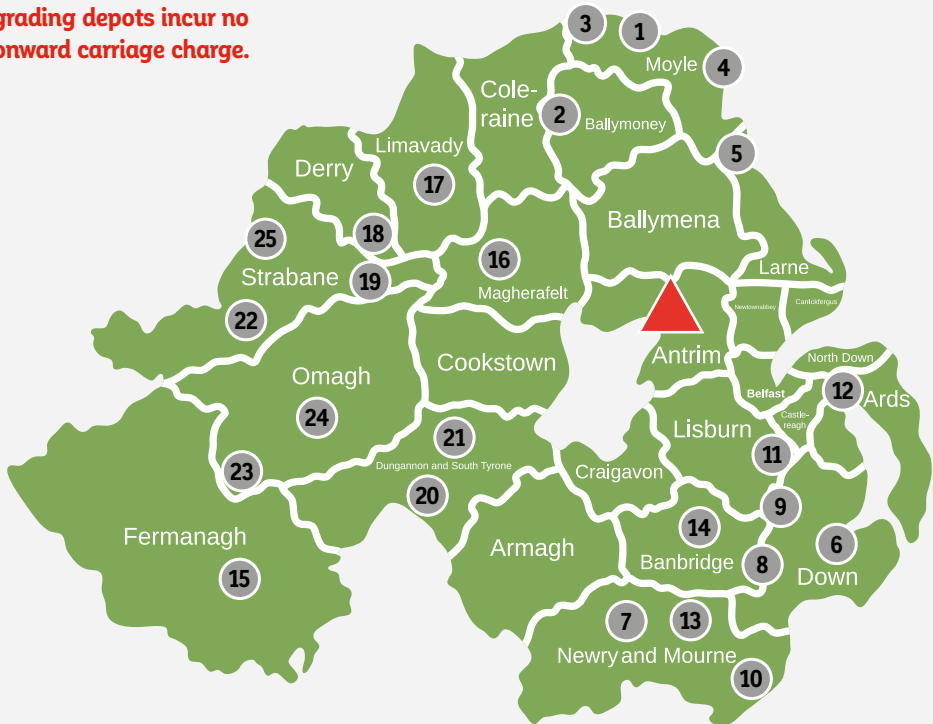 grading depots incur no
onward carriage charge.
3
1
Moyle
4
Cole-
raine
2
Ballymoney
Limavady
5
Derry
17
Ballymena
25
18
16
Larne
Strabane
19
Magherafelt
Newtownabbey
Carrickfergus
22
Antrim
North Down
Cookstown
Omagh
Belfast
12
Ards
24
Castle-
reagh
21
Lisburn
11
Dungannon and South Tyrone
23
Craigavon
20
9
14
Fermanagh
Armagh
6
Banbridge
8
Down
15
7
13
Newry and Mourne
10